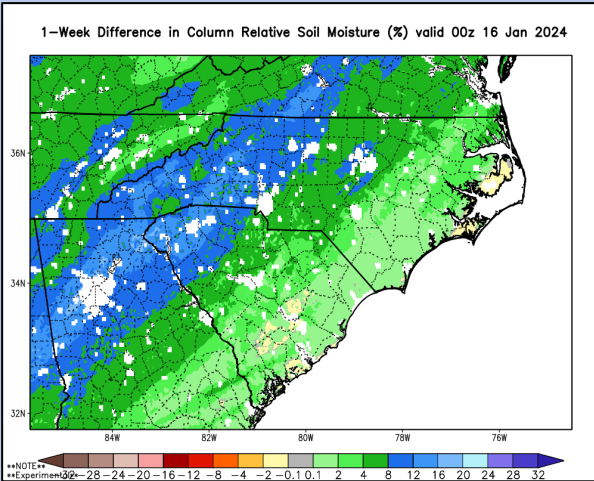 1-Week Difference in Column Relative Soil Moisture (%) valid 00z 16 Jan 2024
36N
34N
32N
84W 82W 80W 78W 76W
**NOTE**
-32 -28 -24 -20 -16 -12 -8 -4 -2 -0.1 0.1 2 4 8 12 16 20 24 28 32